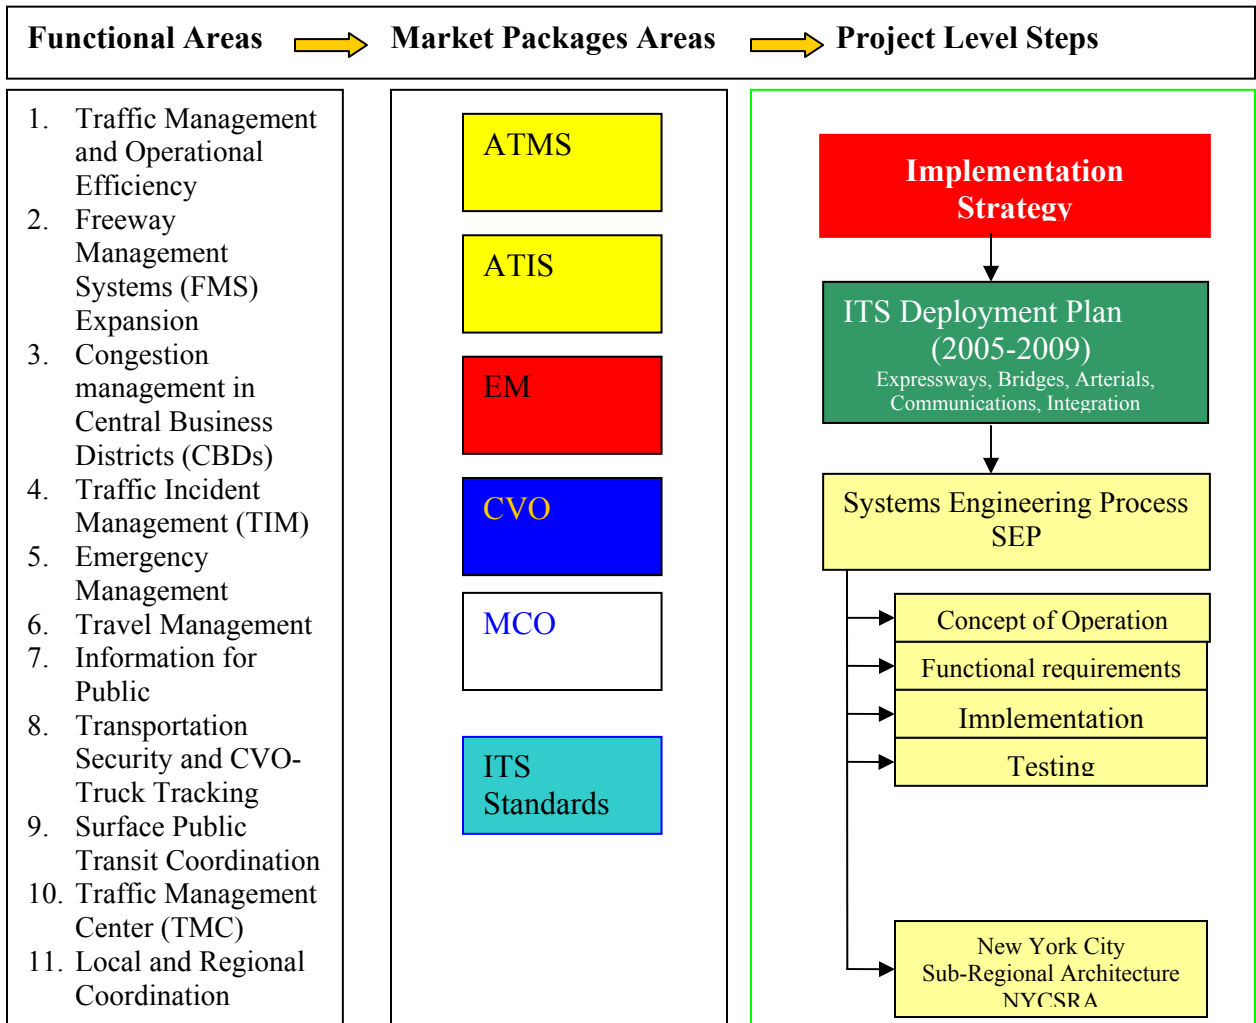 Functional Areas
Market Packages Areas
Project Level Steps
1. Traffic Management
and Operational
Efficiency
2. Freeway
Management
Systems (FMS)
Expansion
3. Congestion
management in
Central Business
Districts (CBDs)
4. Traffic Incident
Management (TIM)
5. Emergency
Management
6. Travel Management
7. Information for
Public
8. Transportation
Security and CVO-
Truck Tracking
9. Surface Public
Transit Coordination
10. Traffic Management
Center (TMC)
11. Local and Regional
Coordination
ATMS
ATIS
EM
CVO
MCO
ITS
Standards
Implementation
Strategy
ITS Deployment Plan
(2005-2009)
Expressways, Bridges, Arterials,
Communications, Integration
Systems Engineering Process
SEP
Concept of Operation
Functional requirements
Implementation
Testing
New York City
Sub-Regional Architecture
NYCSRA